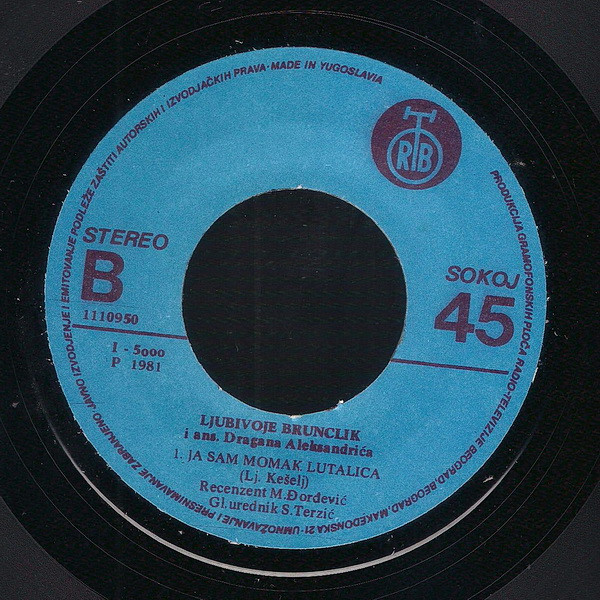 UMNOŽAVANJE I PRESNIMAVANJE ZABRANJENO JAVNO IZVODJENJE I EMITOVANJE PODLEŽE ZAŠTITI AUTORSKIH I IZVODJAČKIH PRAVA · MADE IN YUGOSLAVIA
PRODUKCIJA GRAMOFONSKIH PLOČA RADIO-TELEVIZIJE BEOGRAD, BEOGRAD, MAKEDONSKA 21
RTB
STEREO
B
1110950
I - 5000
P 1981
SOKOJ
45
LJUBIVOJE BRUNCLIK
i ans. Dragana Aleksandrića
1. JA SAM MOMAK LUTALICA
(Lj. Kešelj)
Recenzent M.Đorđević
Gl.urednik S.Terzić